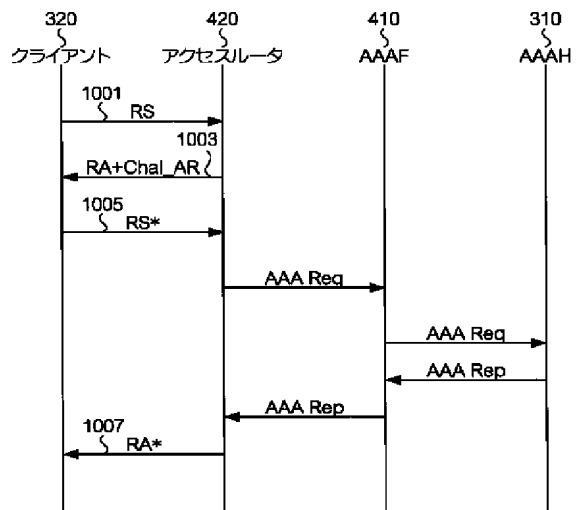 320 420 410 310
クライアント アクセスルータ AAAF AAAH
1001
RS
1003
RA+Chal_AR
1005
RS*
AAA Req
AAA Req
AAA Rep
AAA Rep
1007
RA*